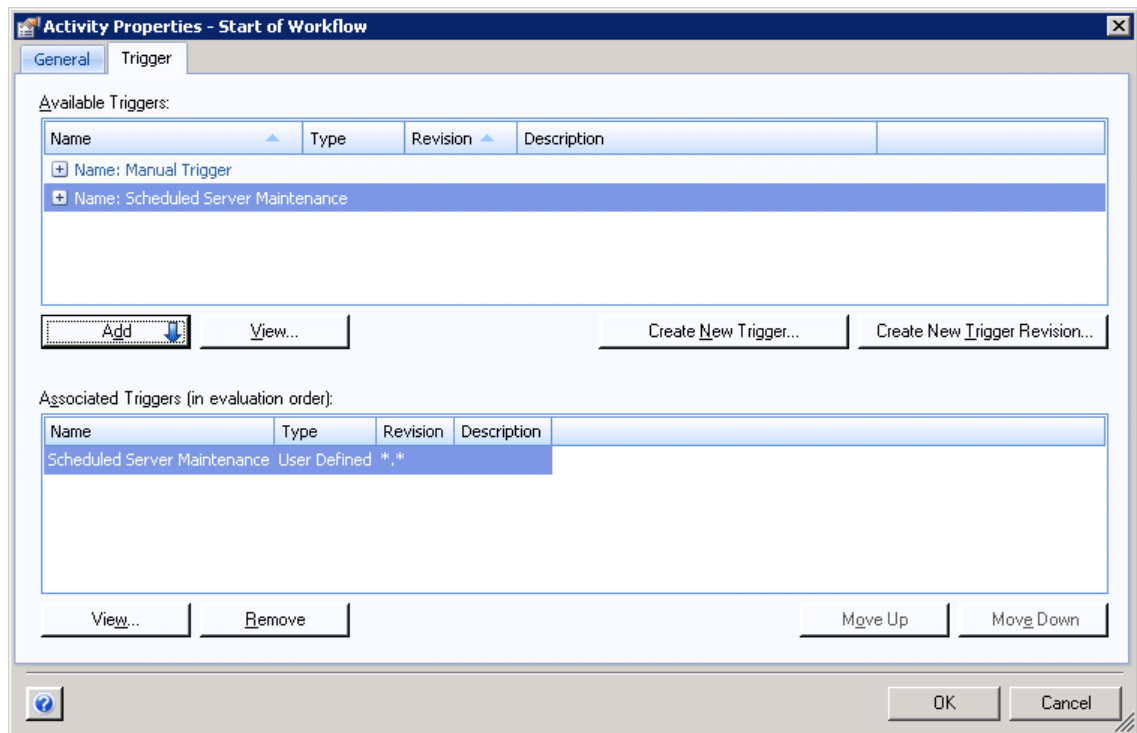 Activity Properties - Start of Workflow
General Trigger
Available Triggers:
Name Type Revision Description
Name: Manual Trigger
Name: Scheduled Server Maintenance
Add View... Create New Trigger... Create New Trigger Revision...
Associated Triggers (in evaluation order):
Name Type Revision Description
Scheduled Server Maintenance User Defined *.*
View... Remove Move Up Move Down
OK Cancel